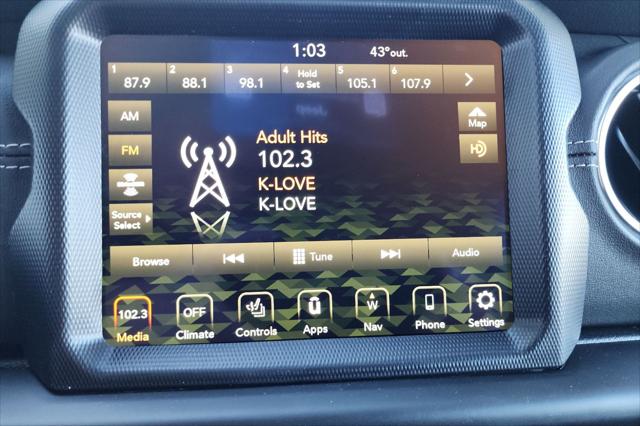 1:03 43° out.
1 87.9 2 88.1 3 98.1 4 Hold to Set 5 105.1 6 107.9
AM
Map
FM
HD
Adult Hits
102.3
K-LOVE
K-LOVE
Source
Select
Browse Tune Audio
102.3 OFF W
Media Climate Controls Apps Nav Phone Settings